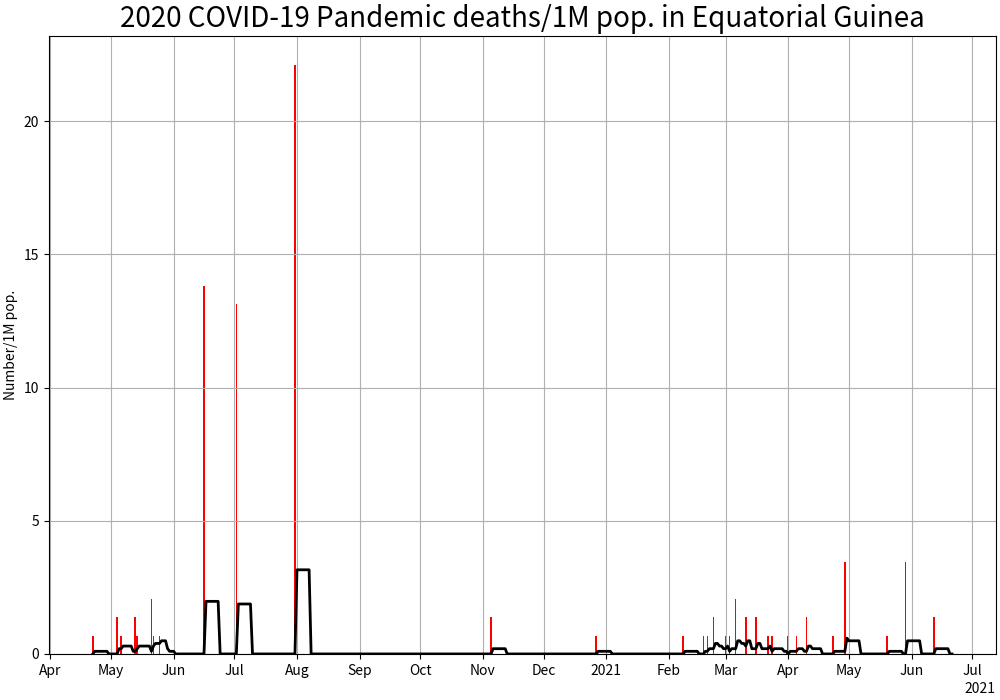 2020 COVID-19 Pandemic deaths/1M pop. in Equatorial Guinea
Number/1M pop.
20
15
10
5
0
Apr May Jun Jul Aug Sep Oct Nov Dec 2021 Feb Mar Apr May Jun Jul
2021